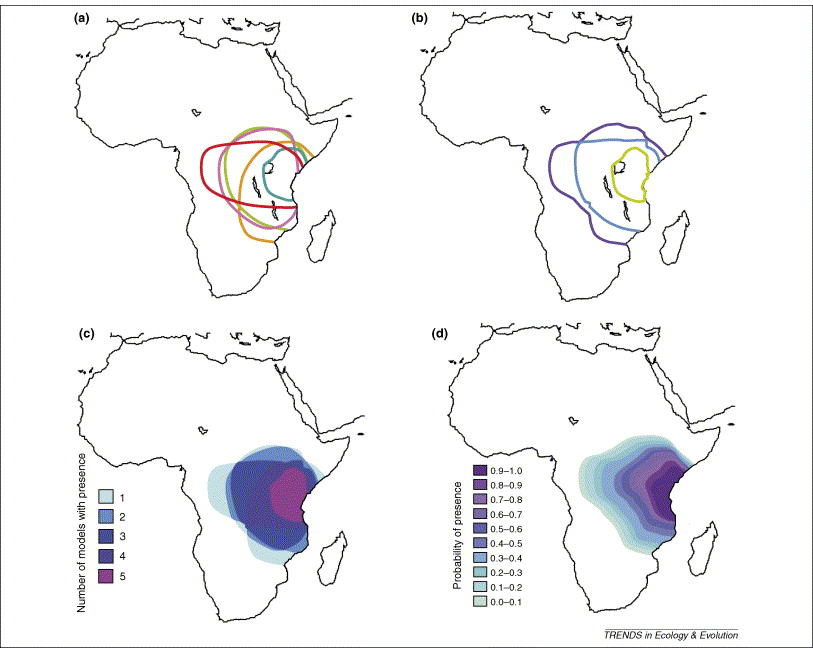 (a)
(b)
(c)
Number of models with presence
1
2
3
4
5
(d)
Probability of presence
0.9–1.0
0.8–0.9
0.7–0.8
0.6–0.7
0.5–0.6
0.4–0.5
0.3–0.4
0.2–0.3
0.1–0.2
0.0–0.1
TRENDS in Ecology & Evolution